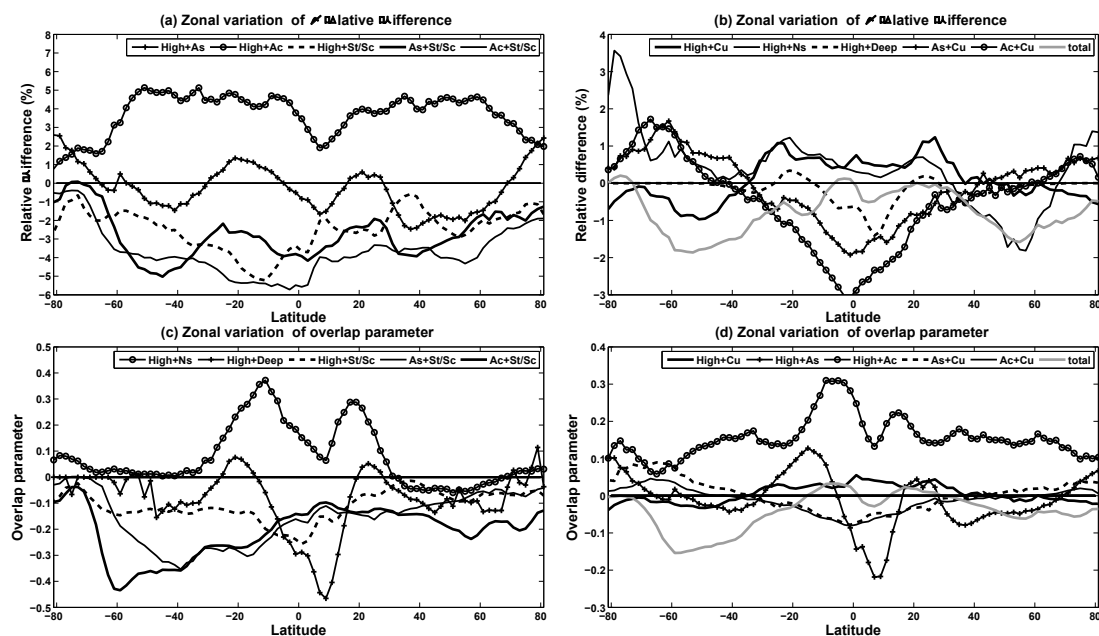 (a) Zonal variation of
8
7
6
5
4
3
2
1
0
-1
-2
-3
-4
-5
-6
Relative ifference (%)
High+As High+Ac High+St/Sc As+St/Sc Ac+St/Sc
-80 -60 -40 -20 0 20 40 60 80
Latitude
(b) Zonal variation of
4
3
2
1
0
-1
-2
-3
Relative difference (%)
High+Cu High+Ns High+Deep As+Cu Ac+Cu total
-80 -60 -40 -20 0 20 40 60 80
Latitude
(c) Zonal variation of overlap parameter
0.5
0.4
0.3
0.2
0.1
0
-0.1
-0.2
-0.3
-0.4
-0.5
Overlap parameter
High+Ns High+Deep High+St/Sc As+St/Sc Ac+St/Sc
-80 -60 -40 -20 0 20 40 60 80
Latitude
(d) Zonal variation of overlap parameter
0.4
0.3
0.2
0.1
0
-0.1
-0.2
-0.3
Overlap parameter
High+Cu High+As High+Ac As+Cu Ac+Cu total
-80 -60 -40 -20 0 20 40 60 80
Latitude